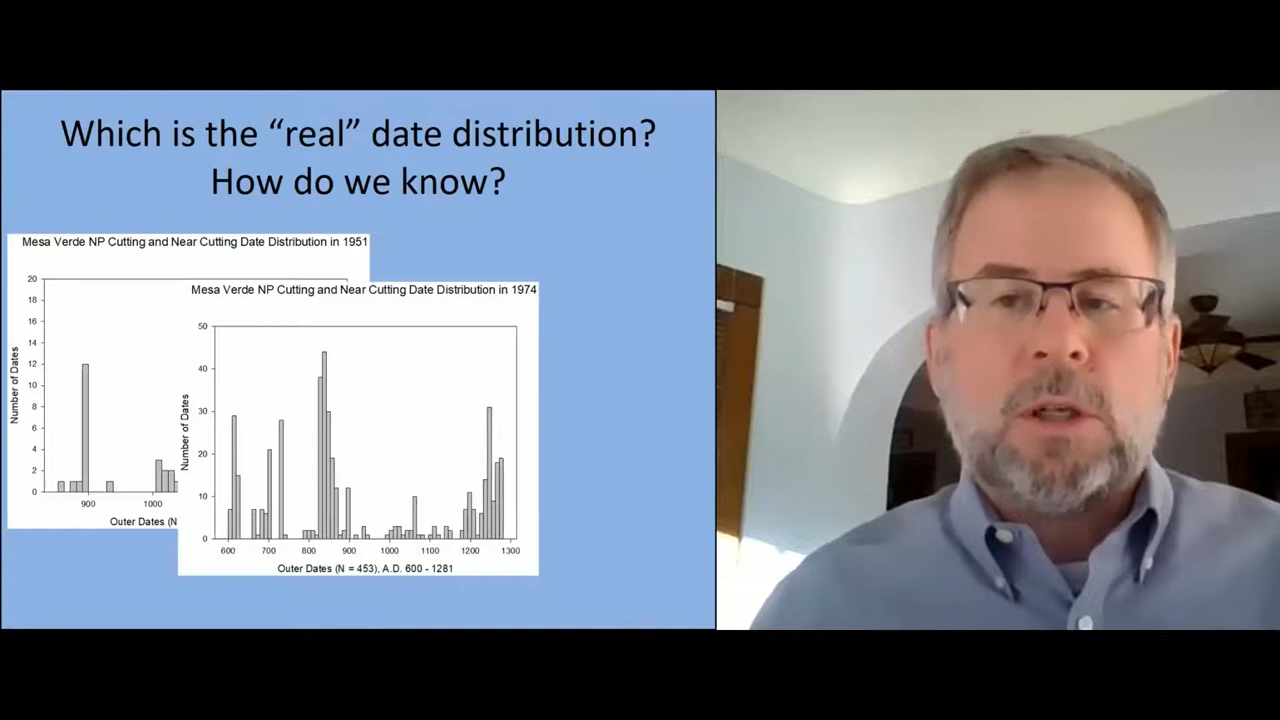 Which is the “real” date distribution?
How do we know?
Mesa Verde NP Cutting and Near Cutting Date Distribution in 1951
20
18
16
14
12
10
8
6
4
2
0
Number of Dates
900
1000
Outer Dates (N
Mesa Verde NP Cutting and Near Cutting Date Distribution in 1974
50
40
30
20
10
0
Number of Dates
600 700 800 900 1000 1100 1200 1300
Outer Dates (N = 453), A.D. 600 - 1281